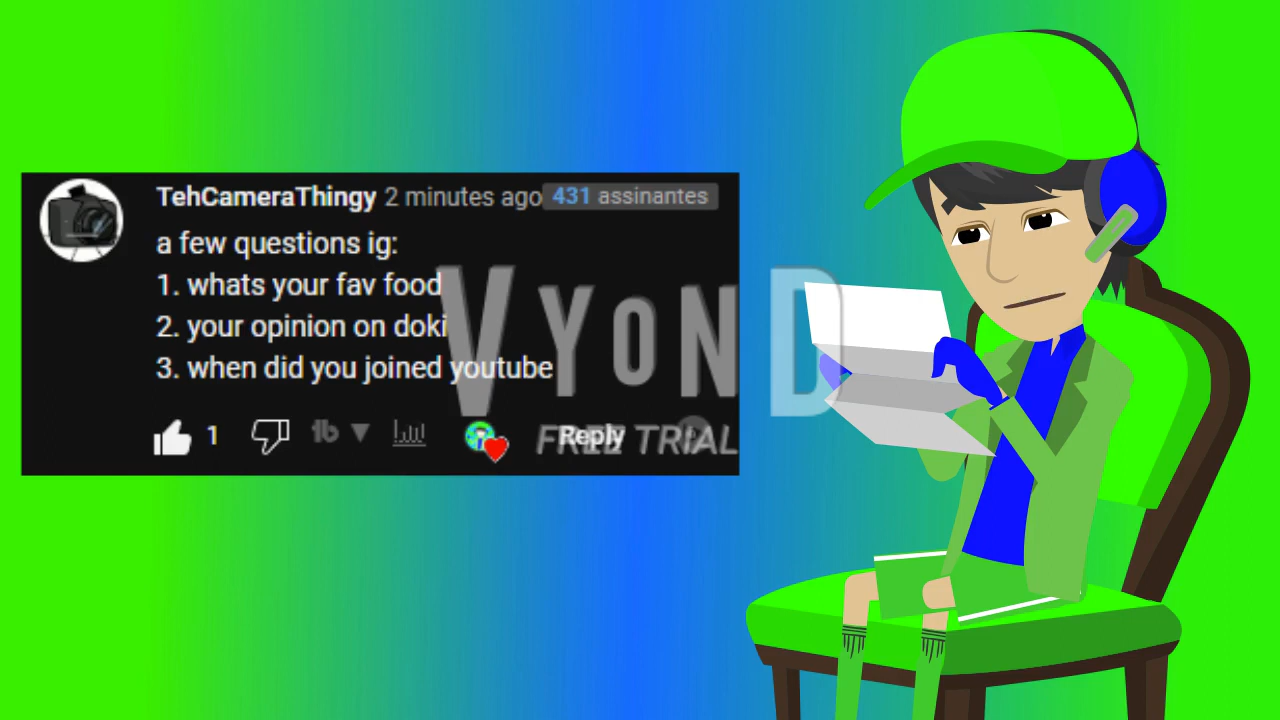 TehCameraThingy 2 minutes ago 431 assinantes
a few questions ig:
1. whats your fav food
2. your opinion on doki
3. when did you joined youtube
1 Reply
VYOND
FREE TRIAL